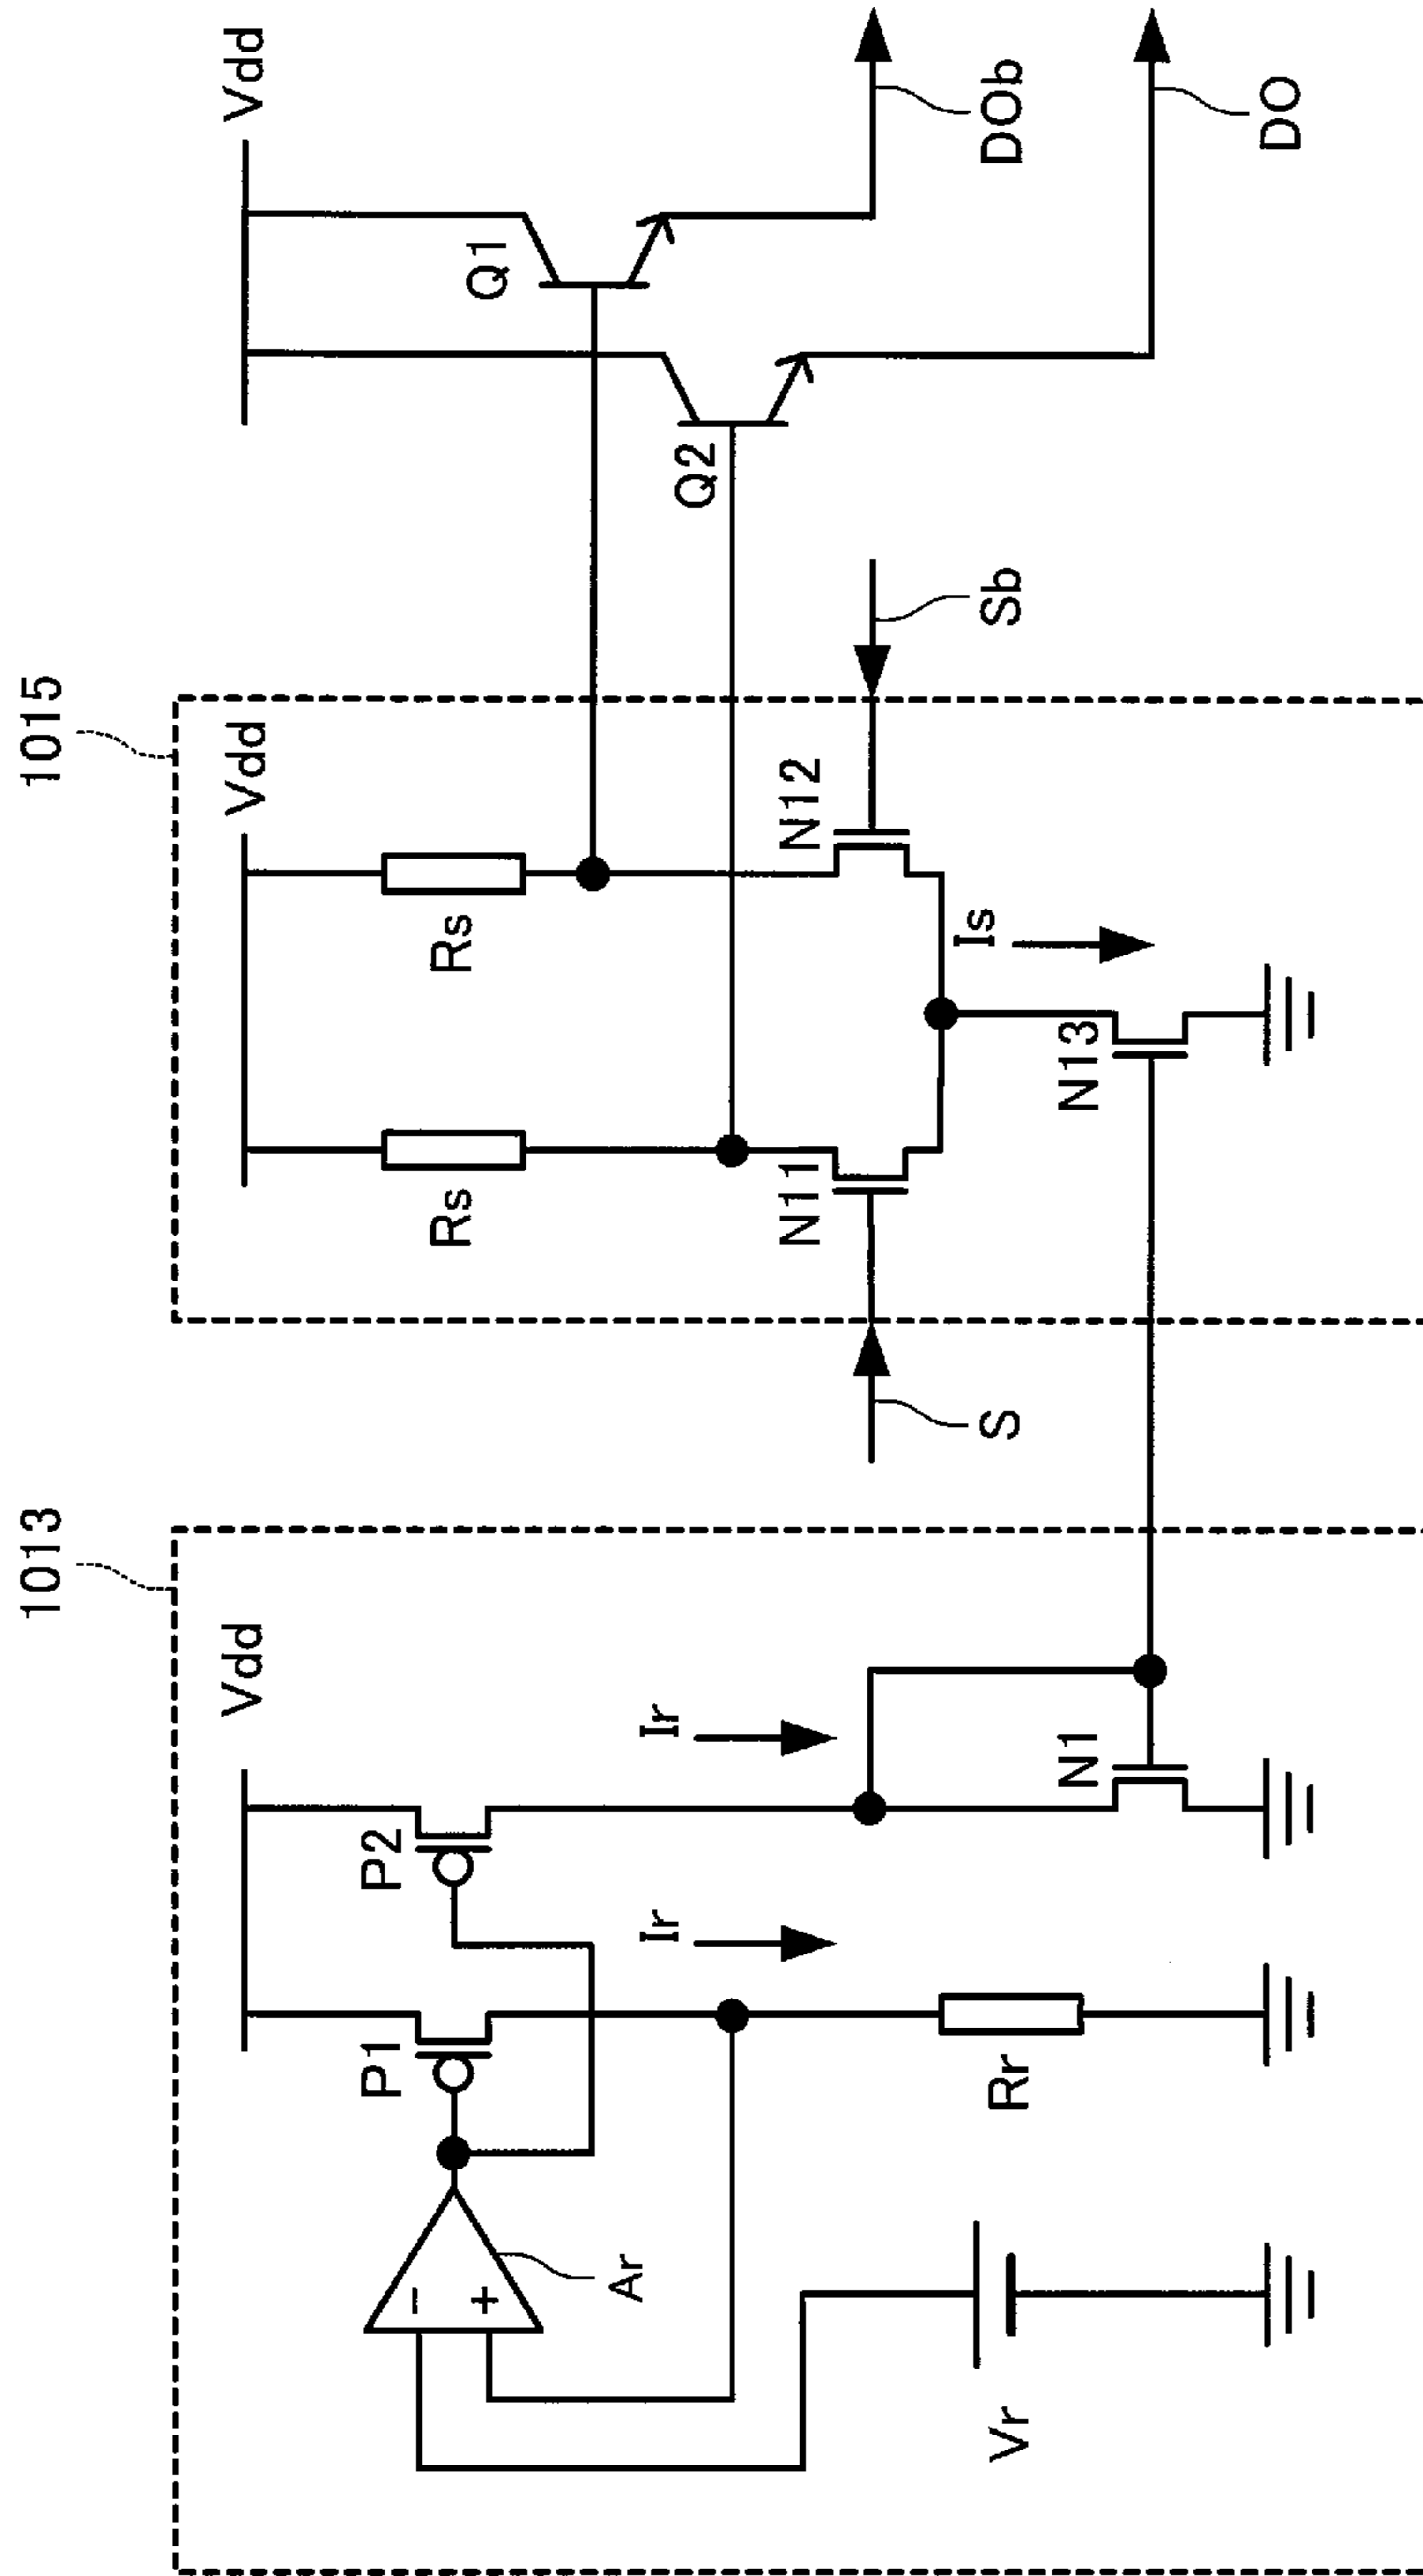 1013
1015
Vdd
Vdd
Vdd
P1
P2
Q1
Ar
-
+
Rs
Rs
Q2
Ir
Ir
N11
N12
S
Sb
DOb
Is
Vr
Rr
N1
N13
DO